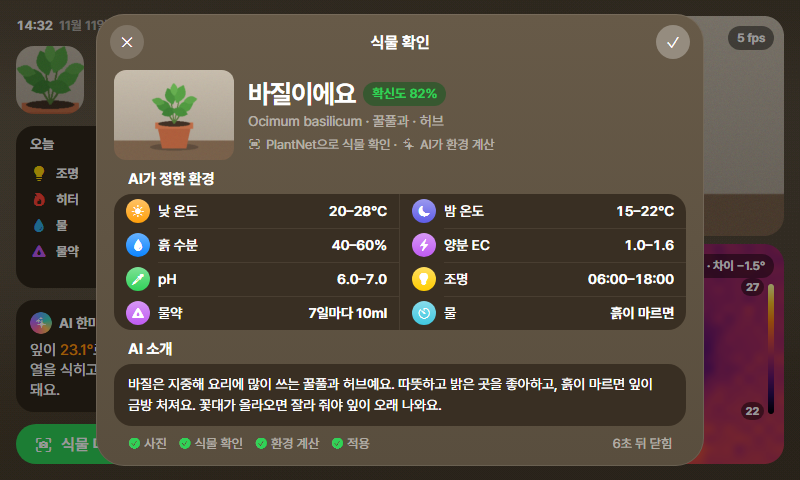 14:32 11월 11일
식물 확인
5 fps
바질이에요 확신도 82%
Ocimum basilicum · 꿀풀과 · 허브
PlantNet으로 식물 확인 · AI가 환경 계산
오늘
조명
히터
물
물약
AI가 정한 환경
낮 온도 20–28°C
밤 온도 15–22°C
흙 수분 40–60%
양분 EC 1.0–1.6
pH 6.0–7.0
조명 06:00–18:00
물약 7일마다 10ml
물 흙이 마르면
· 차이 −1.5°
27
22
AI 한마
잎이 23.1°
열을 식히고
돼요.
AI 소개
바질은 지중해 요리에 많이 쓰는 꿀풀과 허브예요. 따뜻하고 밝은 곳을 좋아하고, 흙이 마르면 잎이
금방 처져요. 꽃대가 올라오면 잘라 줘야 잎이 오래 나와요.
식물
사진 식물 확인 환경 계산 적용
6초 뒤 닫힘